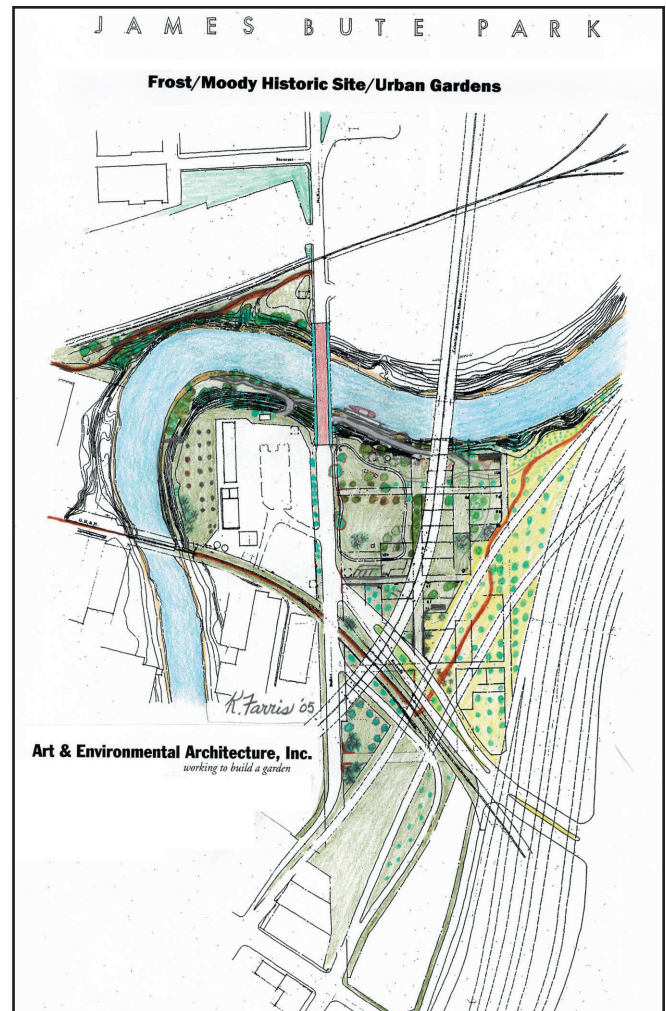 JAMES BUTE PARK
Frost/Moody Historic Site/Urban Gardens
K. Farris '05
Art & Environmental Architecture, Inc.
working to build a garden